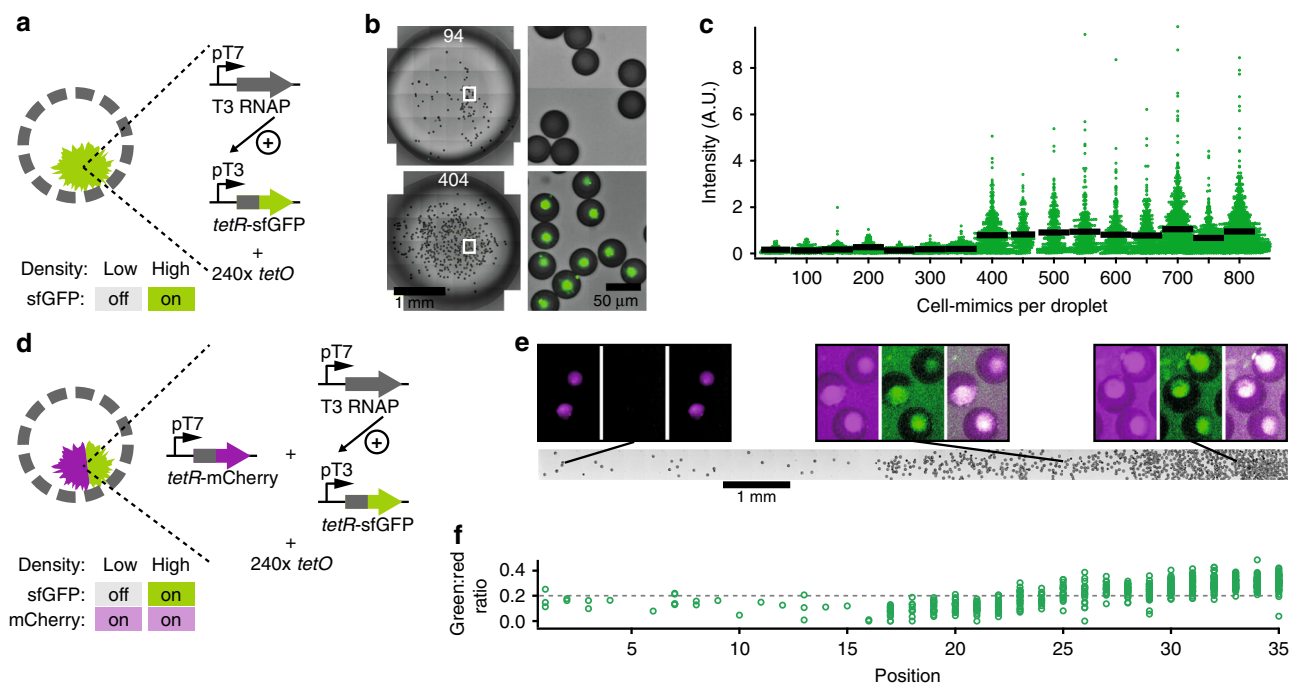 a
pT7
T3 RNAP
+
pT3
tetR-sfGFP
+
240x tetO
Density: Low High
sfGFP: off on
b
94
404
1 mm
50 μm
c
Intensity (A.U.)
8
6
4
2
0
100 200 300 400 500 600 700 800
Cell-mimics per droplet
d
pT7
tetR-mCherry
+
pT7
T3 RNAP
+
pT3
tetR-sfGFP
+
240x tetO
Density: Low High
sfGFP: off on
mCherry: on on
e
1 mm
f
Green:red
ratio
0.4
0.2
0.0
5 10 15 20 25 30 35
Position